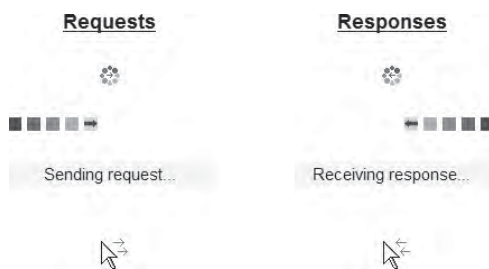 Requests
Responses
Sending request...
Receiving response...